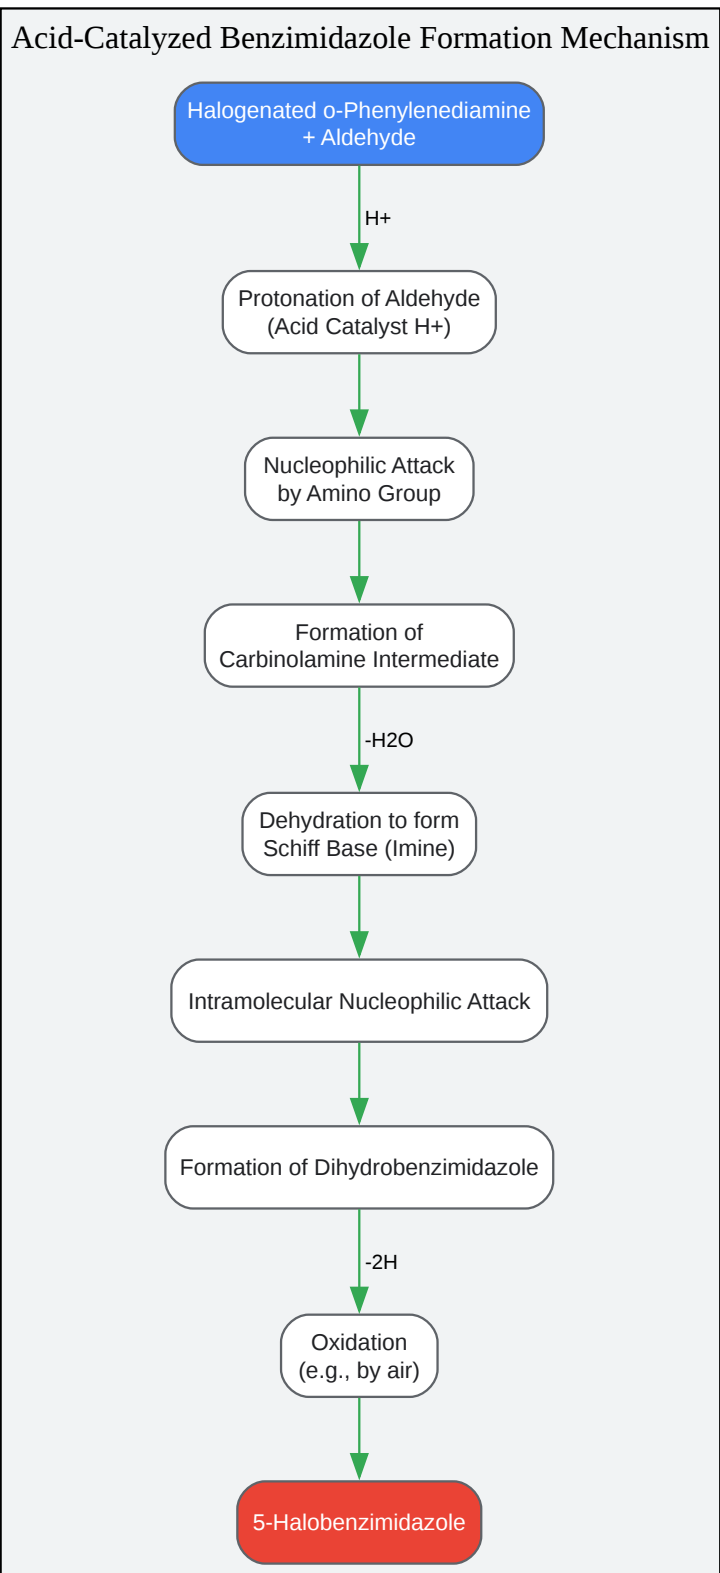 Acid-Catalyzed Benzimidazole Formation Mechanism
Halogenated o-Phenylenediamine
+ Aldehyde
H+
Protonation of Aldehyde
(Acid Catalyst H+)
Nucleophilic Attack
by Amino Group
Formation of
Carbinolamine Intermediate
-H2O
Dehydration to form
Schiff Base (Imine)
Intramolecular Nucleophilic Attack
Formation of Dihydrobenzimidazole
-2H
Oxidation
(e.g., by air)
5-Halobenzimidazole